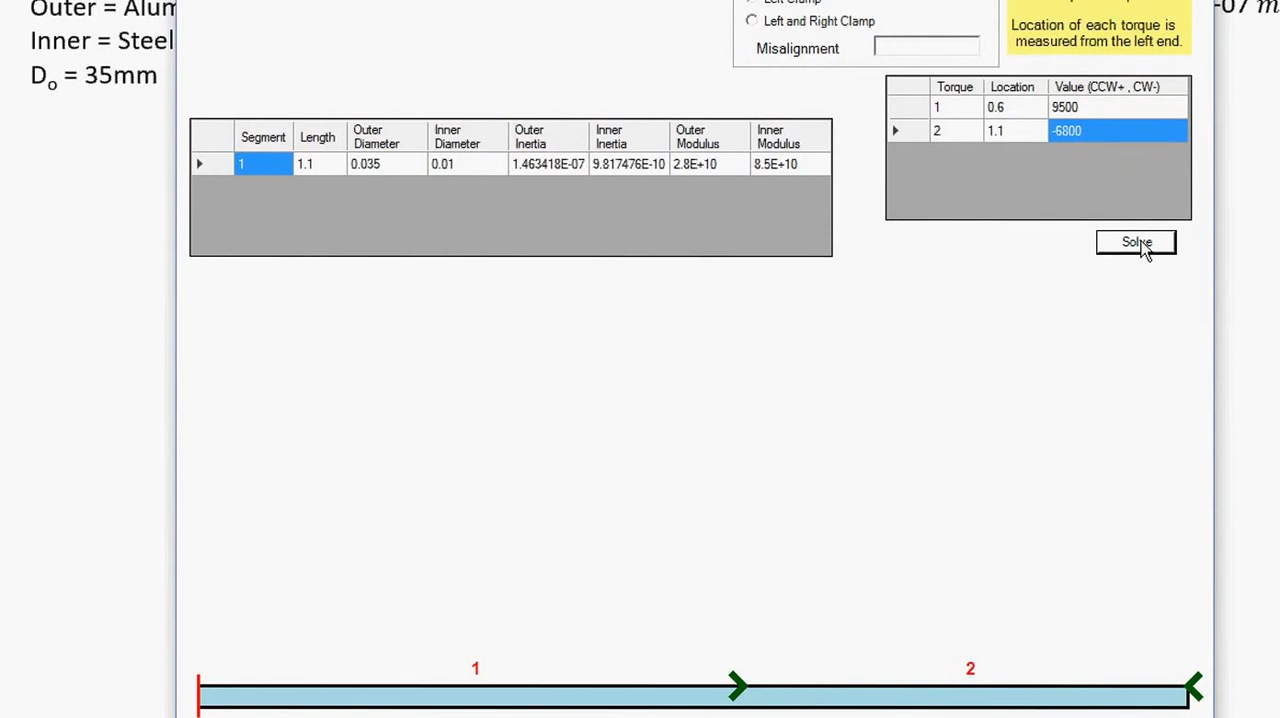 Outer = Alum
-07 m
Inner = Steel
Dₒ = 35mm
Left and Right Clamp
Misalignment
Location of each torque is
measured from the left end.
Torque Location Value (CCW+ , CW-)
1 0.6 9500
2 1.1 -6800
Segment Length Outer Diameter Inner Diameter Outer Inertia Inner Inertia Outer Modulus Inner Modulus
1 1.1 0.035 0.01 1.463418E-07 9.817476E-10 2.8E+10 8.5E+10
Solve
1 2